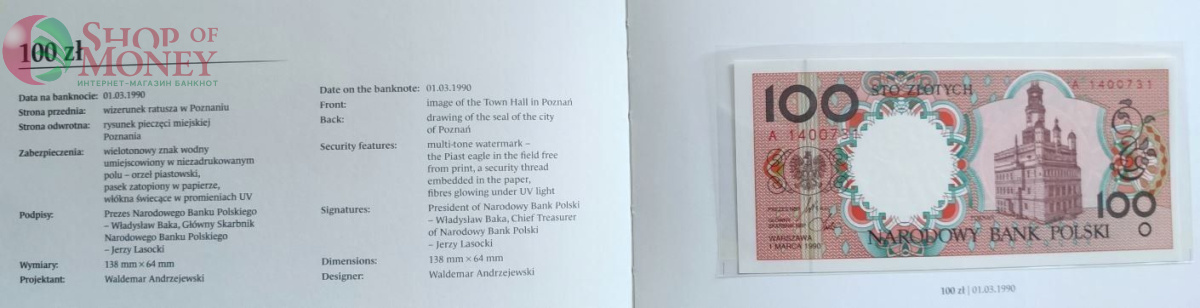 SHOP OF
MONEY
ИНТЕРНЕТ-МАГАЗИН БАНКНОТ
100 zł
Data na banknocie: 01.03.1990
Strona przednia: wizerunek ratusza w Poznaniu
Strona odwrotna: rysunek pieczęci miejskiej
Poznania
Zabezpieczenia: wielotonowy znak wodny
umiejscowiony w niezadrukowanym
polu – orzeł piastowski,
pasek zatopiony w papierze,
włókna świecące w promieniach UV
Podpisy: Prezes Narodowego Banku Polskiego
– Władysław Baka, Główny Skarbnik
Narodowego Banku Polskiego
– Jerzy Lasocki
Wymiary: 138 mm × 64 mm
Projektant: Waldemar Andrzejewski
Date on the banknote: 01.03.1990
Front: image of the Town Hall in Poznań
Back: drawing of the seal of the city
of Poznań
Security features: multi-tone watermark –
the Piast eagle in the field free
from print, a security thread
embedded in the paper,
fibres glowing under UV light
Signatures: President of Narodowy Bank Polski
– Władysław Baka, Chief Treasurer
of Narodowy Bank Polski
– Jerzy Lasocki
Dimensions: 138 mm × 64 mm
Designer: Waldemar Andrzejewski
100
STO ZŁOTYCH
A 1400731
A 1400731
POZNAŃ
100
WARSZAWA
1 MARCA 1990
NARODOWY BANK POLSKI
100 zł | 01.03.1990